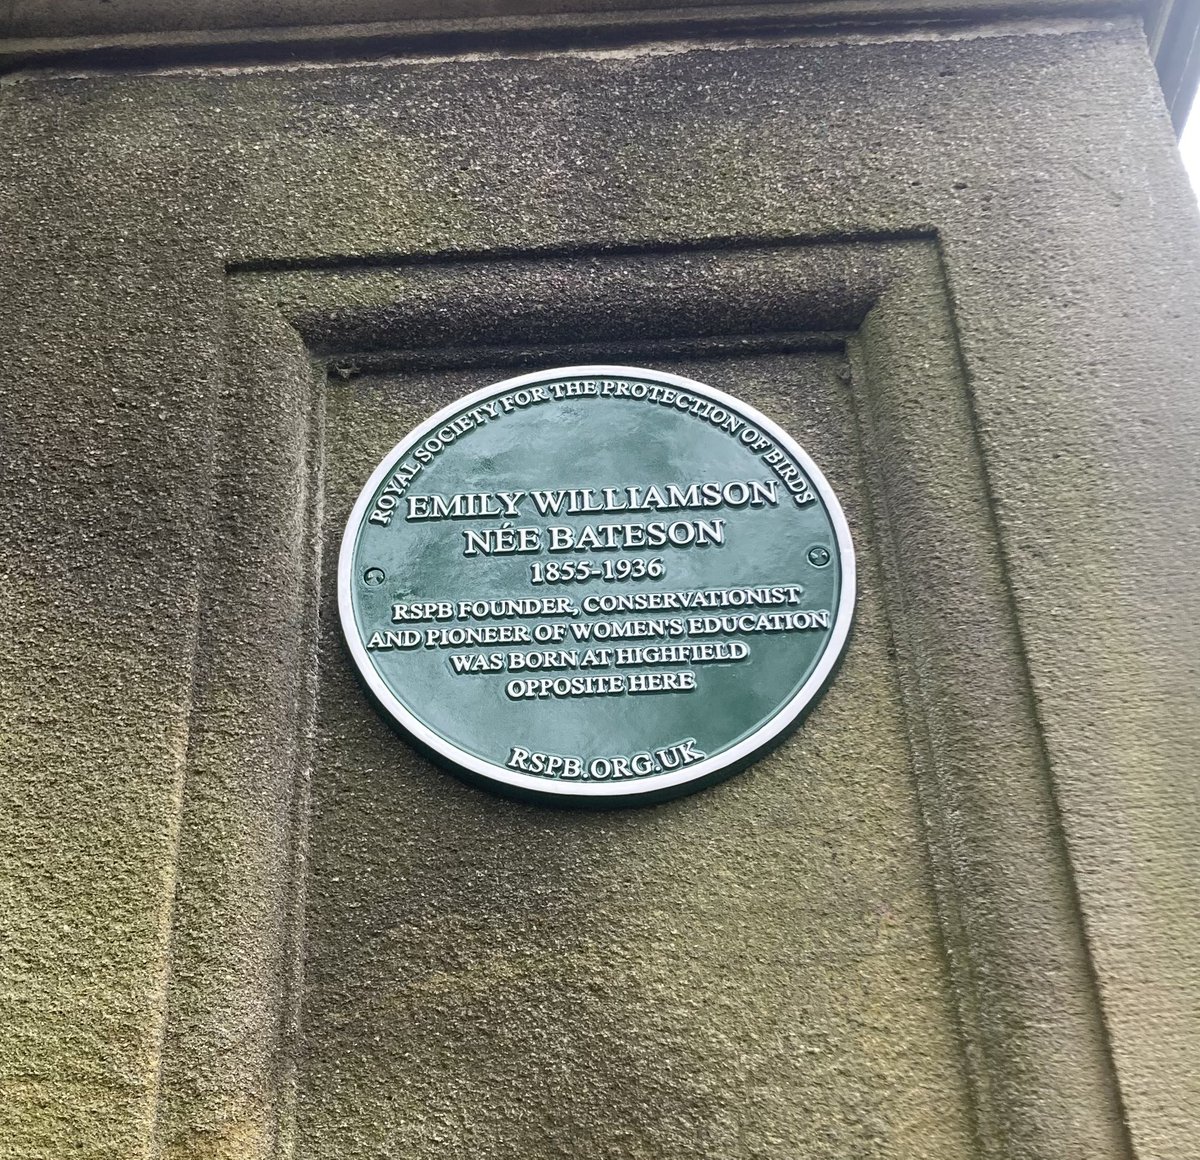 ROYAL SOCIETY FOR THE PROTECTION OF BIRDS
EMILY WILLIAMSON
NÉE BATESON
1855-1936
RSPB FOUNDER, CONSERVATIONIST
AND PIONEER OF WOMEN'S EDUCATION
WAS BORN AT HIGHFIELD
OPPOSITE HERE
RSPB.ORG.UK